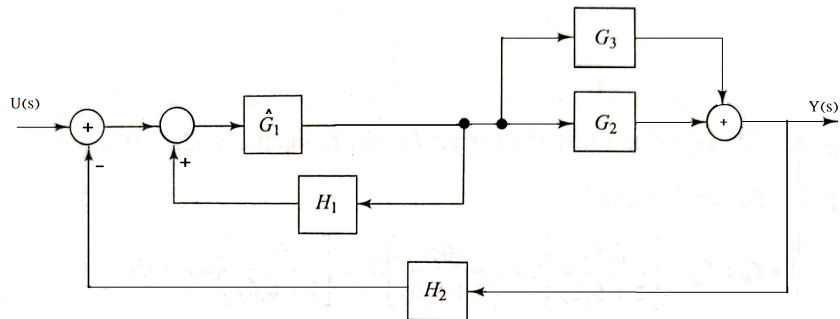 G₃
U(s)
+
Ĝ₁
G₂
+
Y(s)
−
+
H₁
H₂